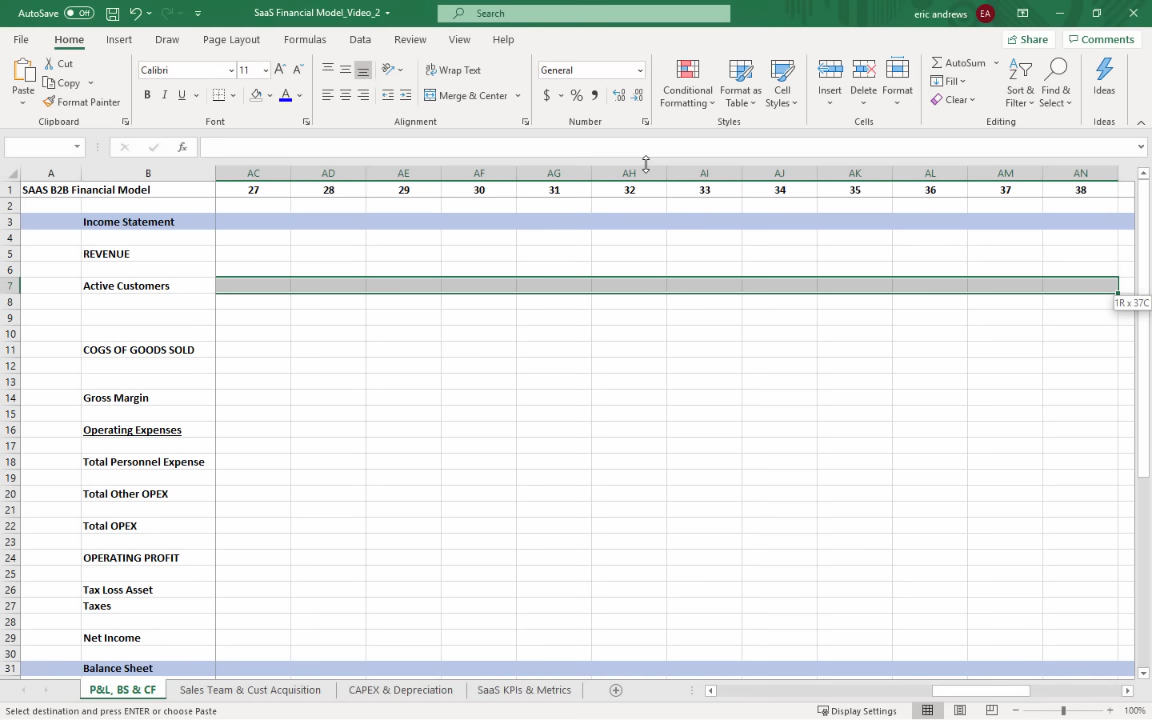 AutoSave Off SaaS Financial Model_Video_2 Search eric andrews EA
File Home Insert Draw Page Layout Formulas Data Review View Help Share Comments
Paste Cut Copy Format Painter Clipboard
Calibri 11 A A B I U A Font
Wrap Text Merge & Center Alignment
General $ % Number
Conditional Formatting Format as Table Cell Styles Styles
Insert Delete Format Cells
AutoSum Fill Clear Sort & Filter Find & Select Editing
Ideas Ideas
fx
A B AC AD AE AF AG AH AI AJ AK AL AM AN
1 SAAS B2B Financial Model 27 28 29 30 31 32 33 34 35 36 37 38
2
3 Income Statement
4
5 REVENUE
6
7 Active Customers
8 1R x 37C
9
10
11 COGS OF GOODS SOLD
12
13
14 Gross Margin
15
16 Operating Expenses
17
18 Total Personnel Expense
19
20 Total Other OPEX
21
22 Total OPEX
23
24 OPERATING PROFIT
25
26 Tax Loss Asset
27 Taxes
28
29 Net Income
30
31 Balance Sheet
P&L, BS & CF Sales Team & Cust Acquisition CAPEX & Depreciation SaaS KPIs & Metrics
Select destination and press ENTER or choose Paste Display Settings 100%